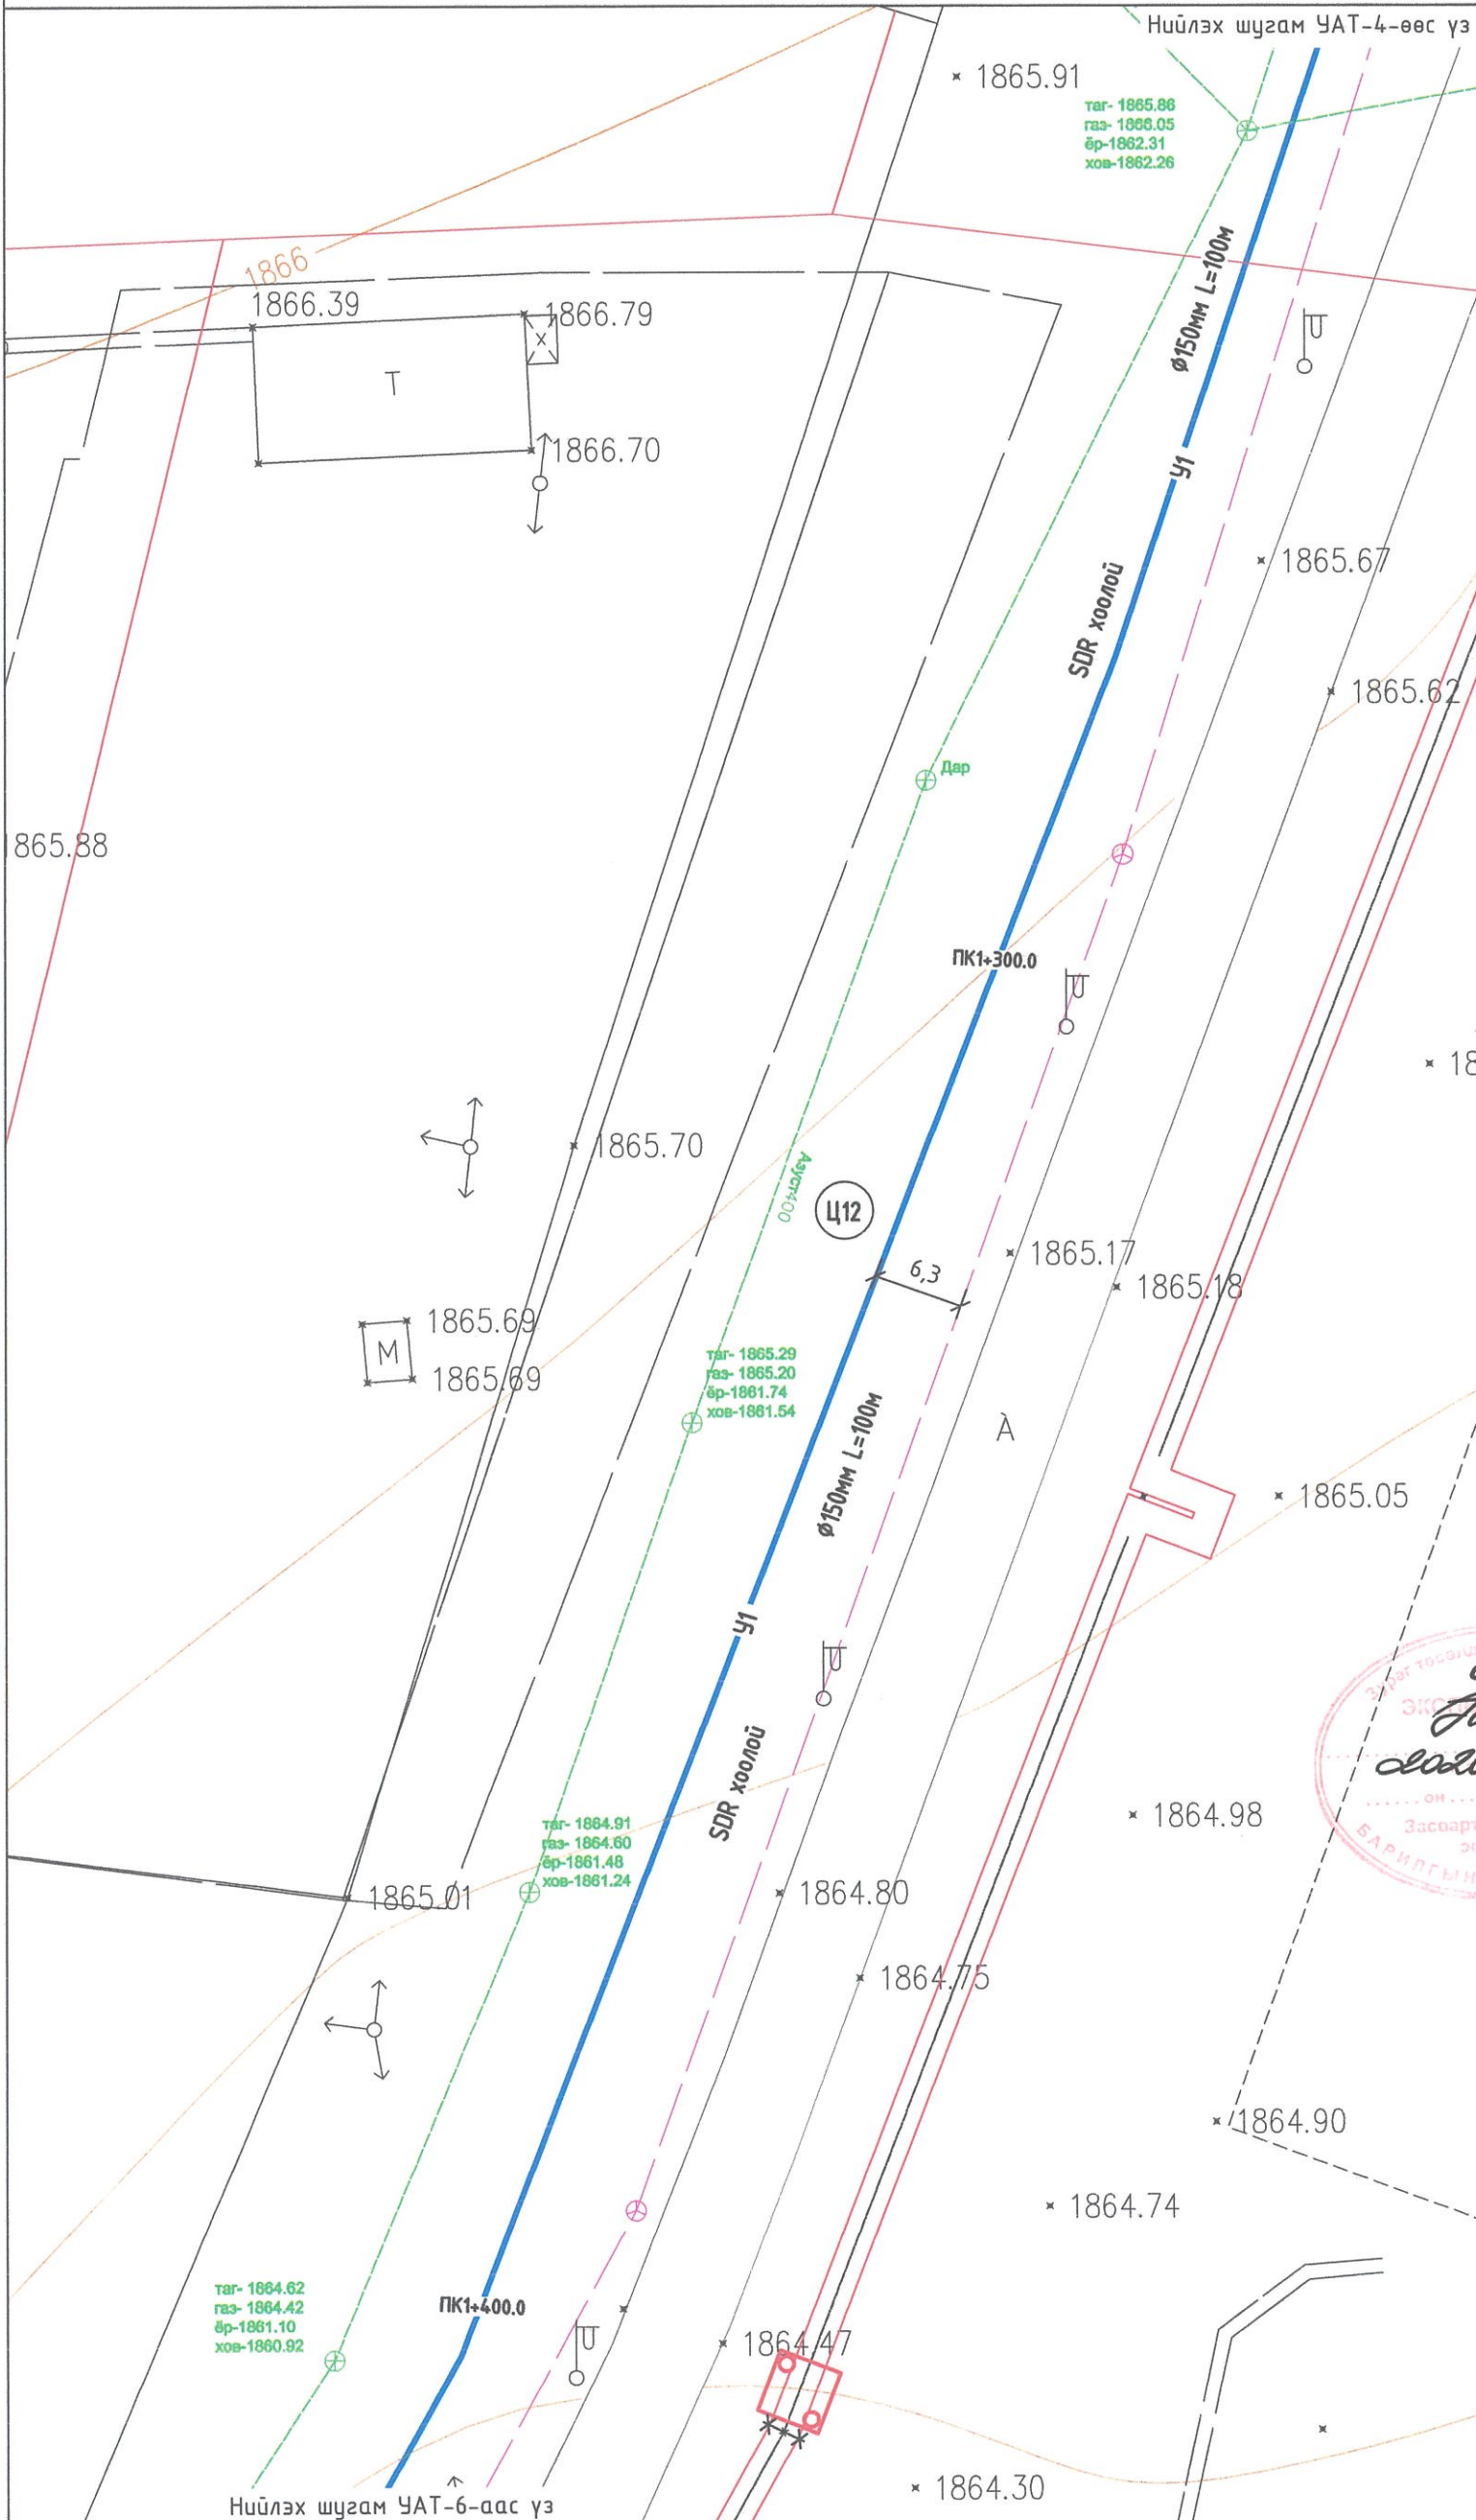 Нийлэх шугам УАТ-4-өөс үз
1865.91
таг- 1865.86
газ- 1866.05
ёр-1862.31
хов-1862.26
1866
1866.39
1866.79
х
Т
1866.70
Ø150мм L=100м
У1
1865.67
SDR хоолой
1865.62
Дар
1865.88
ПК1+300.0
18
1865.70
Азуст400
Ц12
1865.17
6,3
1865.18
1865.69
М
1865.69
таг- 1865.29
газ- 1865.20
ёр-1861.74
хов-1861.54
Ø150мм L=100м
À
1865.05
У1
SDR хоолой
ЭКС
он
БАРИЛГЫН
1864.98
таг- 1864.91
газ- 1864.60
ёр-1861.48
хов-1861.24
1865.01
1864.80
1864.75
1864.90
1864.74
таг- 1864.62
газ- 1864.42
ёр-1861.10
хов-1860.92
ПК1+400.0
1864.47
1864.30
Нийлэх шугам УАТ-6-аас үз